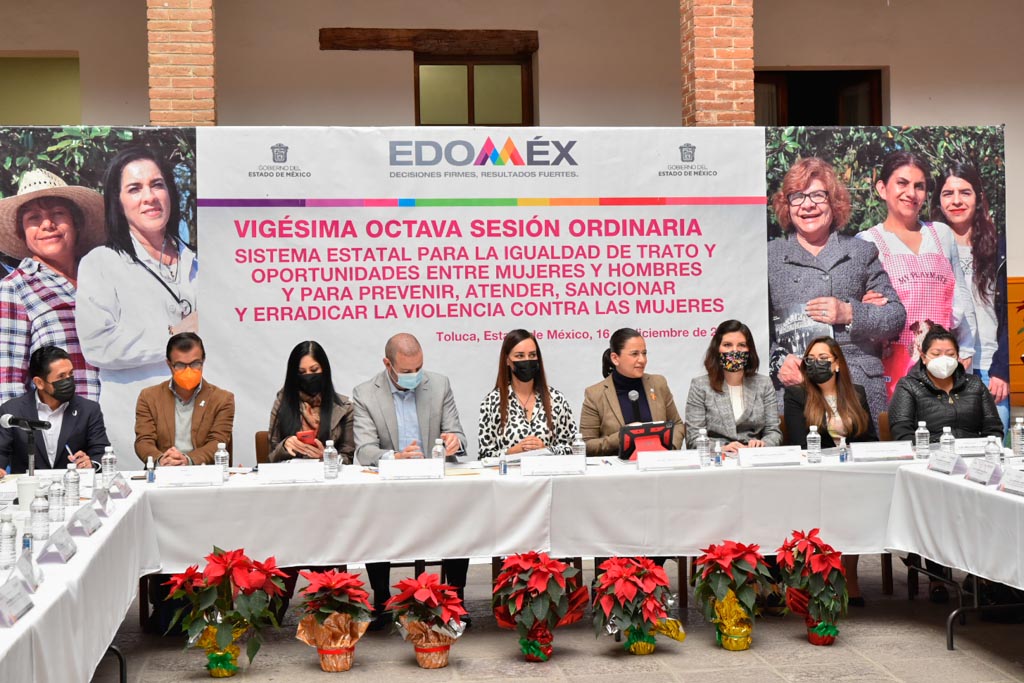 GOBIERNO DEL
ESTADO DE MÉXICO
EDOMÉX
DECISIONES FIRMES, RESULTADOS FUERTES.
GOBIERNO DEL
ESTADO DE MÉXICO
VIGÉSIMA OCTAVA SESIÓN ORDINARIA
SISTEMA ESTATAL PARA LA IGUALDAD DE TRATO Y
OPORTUNIDADES ENTRE MUJERES Y HOMBRES
Y PARA PREVENIR, ATENDER, SANCIONAR
Y ERRADICAR LA VIOLENCIA CONTRA LAS MUJERES
Toluca, Estado de México, 16